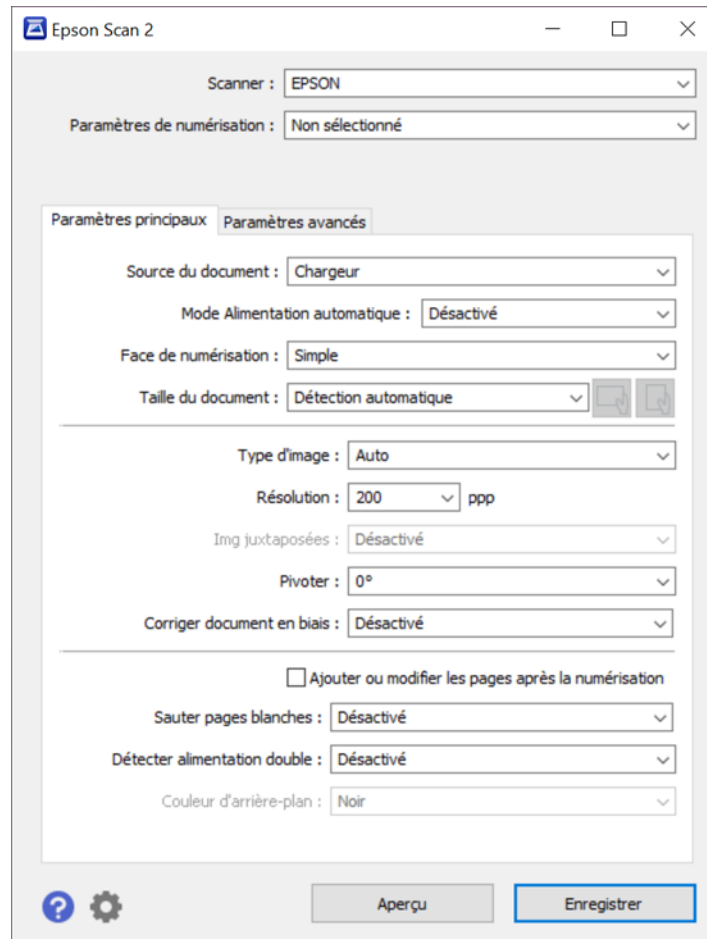 Epson Scan 2
Scanner : EPSON
Paramètres de numérisation : Non sélectionné
Paramètres principaux Paramètres avancés
Source du document : Chargeur
Mode Alimentation automatique : Désactivé
Face de numérisation : Simple
Taille du document : Détection automatique
Type d'image : Auto
Résolution : 200 ppp
Img juxtaposées : Désactivé
Pivoter : 0°
Corriger document en biais : Désactivé
Ajouter ou modifier les pages après la numérisation
Sauter pages blanches : Désactivé
Détecter alimentation double : Désactivé
Couleur d'arrière-plan : Noir
? Aperçu Enregistrer